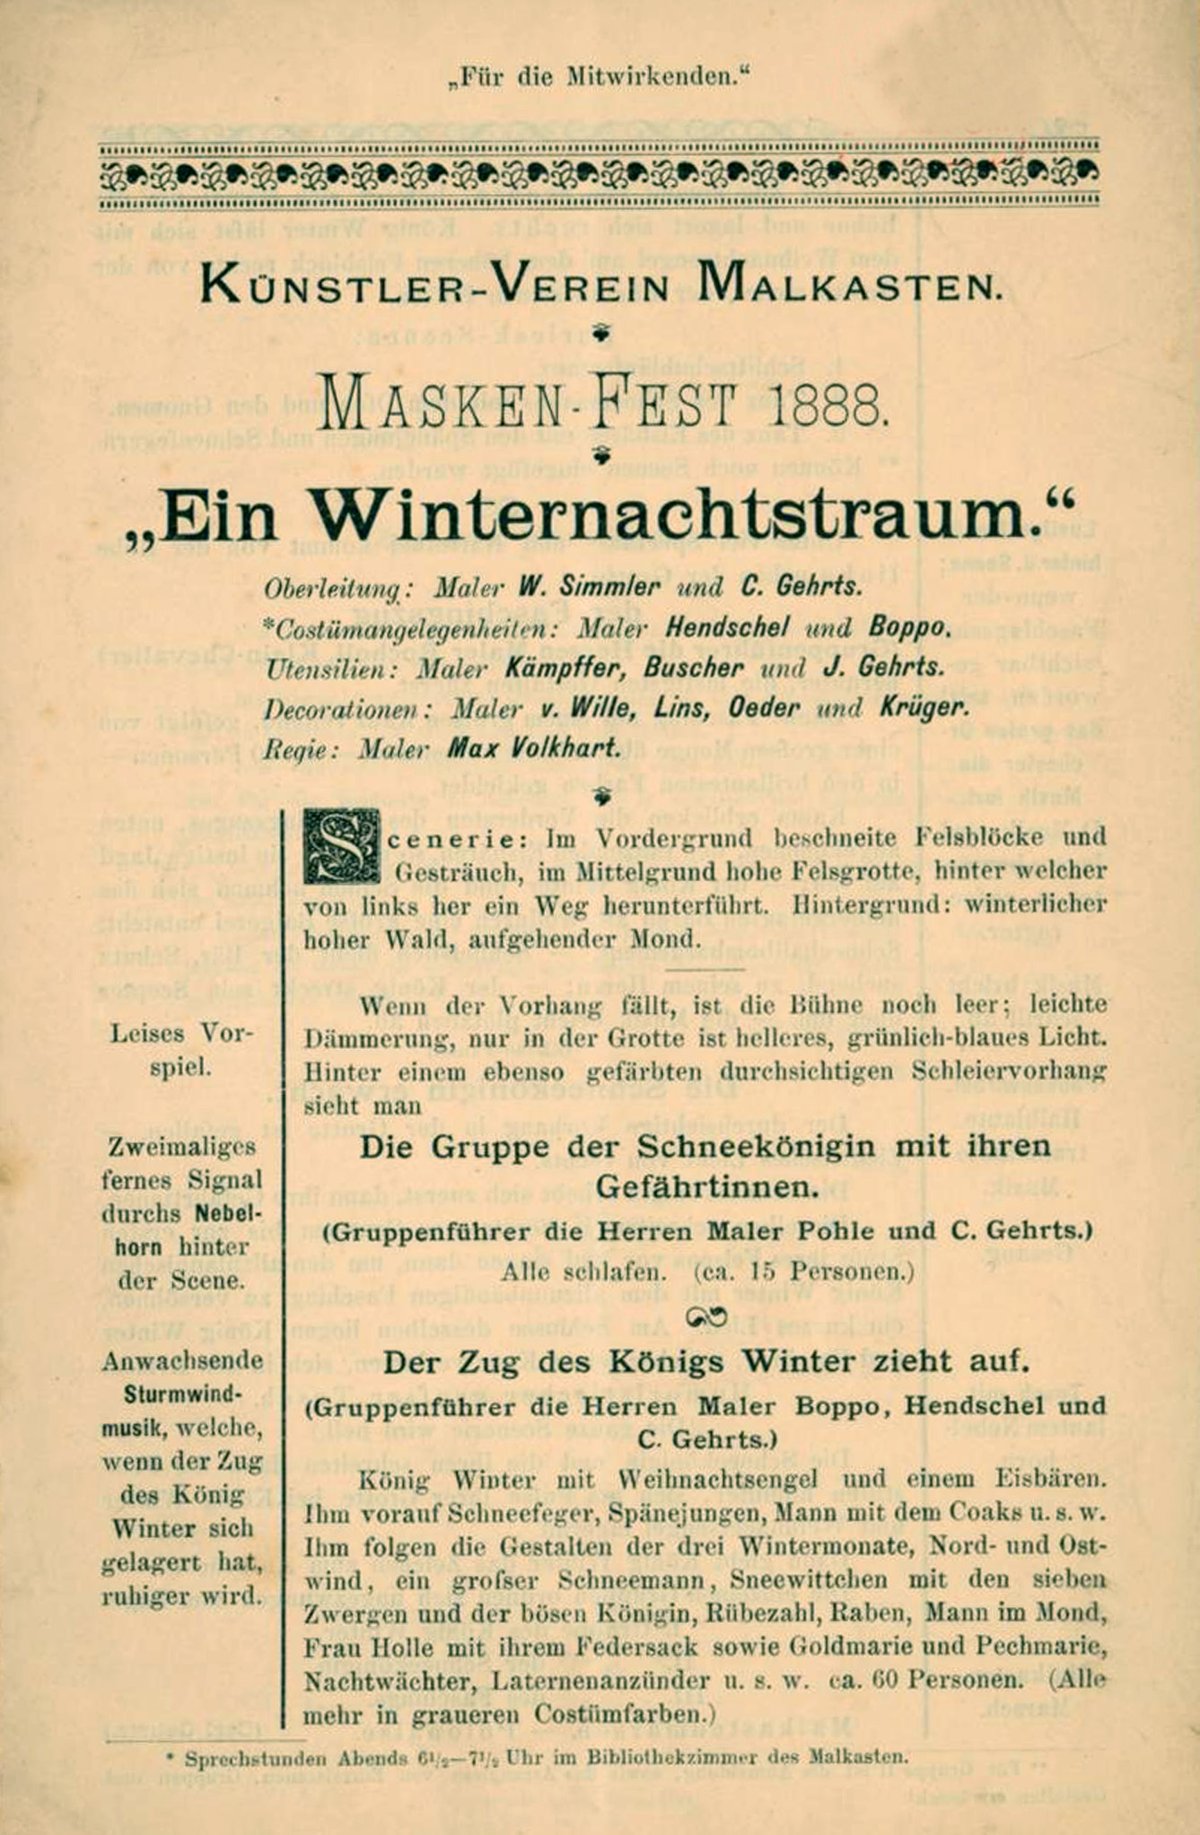 „Für die Mitwirkenden.“
KÜNSTLER-VEREIN MALKASTEN.
MASKEN-FEST 1888.
„Ein Winternachtstraum.“
Oberleitung: Maler W. Simmler und C. Gehrts.
*Costümangelegenheiten: Maler Hendschel und Boppo.
Utensilien: Maler Kämpffer, Buscher und J. Gehrts.
Decorationen: Maler v. Wille, Lins, Oeder und Krüger.
Regie: Maler Max Volkhart.
Scenerie: Im Vordergrund beschneite Felsblöcke und
Gesträuch, im Mittelgrund hohe Felsgrotte, hinter welcher
von links her ein Weg herunterführt. Hintergrund: winterlicher
hoher Wald, aufgehender Mond.
Leises Vor-
spiel.
Wenn der Vorhang fällt, ist die Bühne noch leer; leichte
Dämmerung, nur in der Grotte ist helleres, grünlich-blaues Licht.
Hinter einem ebenso gefärbten durchsichtigen Schleiervorhang
sieht man
Zweimaliges
fernes Signal
durchs Nebel-
horn hinter
der Scene.
Die Gruppe der Schneekönigin mit ihren
Gefährtinnen.
(Gruppenführer die Herren Maler Pohle und C. Gehrts.)
Alle schlafen. (ca. 15 Personen.)
Anwachsende
Sturmwind-
musik, welche,
wenn der Zug
des König
Winter sich
gelagert hat,
ruhiger wird.
Der Zug des Königs Winter zieht auf.
(Gruppenführer die Herren Maler Boppo, Hendschel und
C. Gehrts.)
König Winter mit Weihnachtsengel und einem Eisbären.
Ihm vorauf Schneefeger, Spänejungen, Mann mit dem Coaks u. s. w.
Ihm folgen die Gestalten der drei Wintermonate, Nord- und Ost-
wind, ein grofser Schneemann, Sneewittchen mit den sieben
Zwergen und der bösen Königin, Rübezahl, Raben, Mann im Mond,
Frau Holle mit ihrem Federsack sowie Goldmarie und Pechmarie,
Nachtwächter, Laternenanzünder u. s. w. ca. 60 Personen. (Alle
mehr in graueren Costümfarben.)
* Sprechstunden Abends 6¹/₂—7¹/₂ Uhr im Bibliothekzimmer des Malkasten.